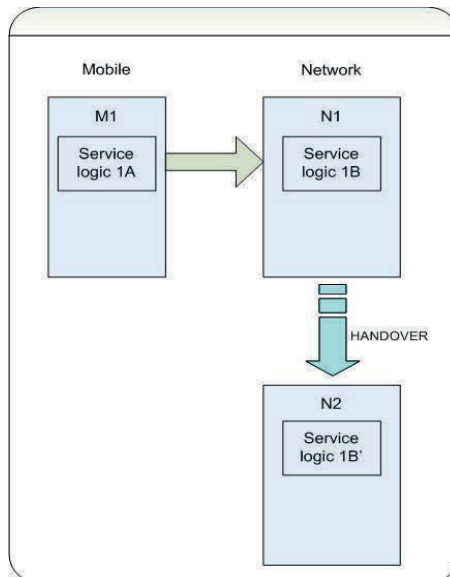 Mobile
Network
M1
N1
Service
logic 1A
Service
logic 1B
HANDOVER
N2
Service
logic 1B’